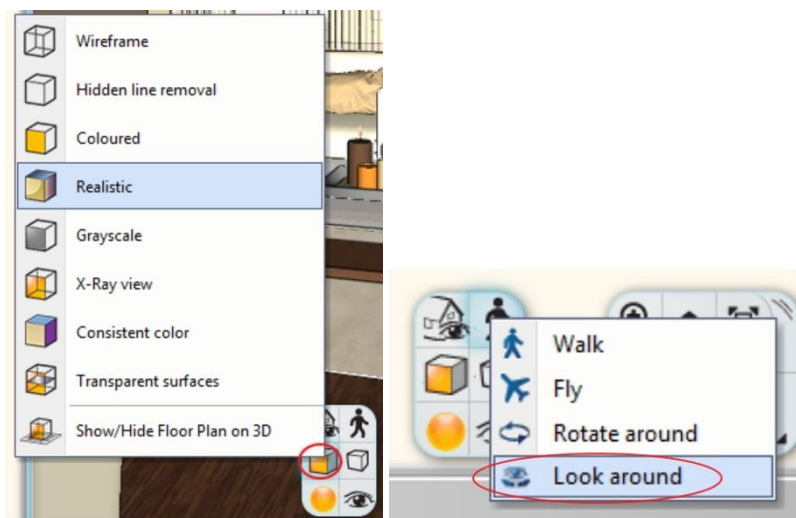 Wireframe
Hidden line removal
Coloured
Realistic
Grayscale
X-Ray view
Consistent color
Transparent surfaces
Show/Hide Floor Plan on 3D
Walk
Fly
Rotate around
Look around